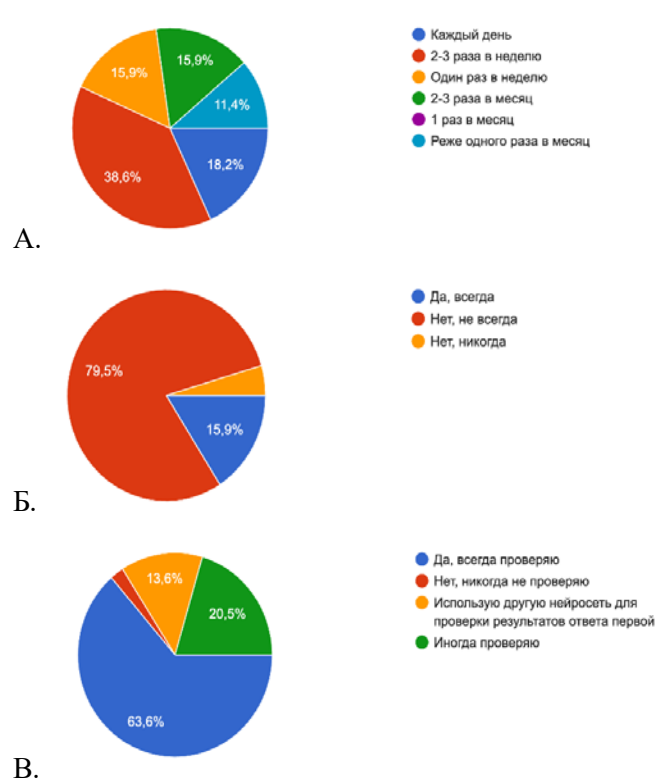 Каждый день
2-3 раза в неделю
Один раз в неделю
2-3 раза в месяц
1 раз в месяц
Реже одного раза в месяц
15,9%
15,9%
11,4%
18,2%
38,6%
А.
Да, всегда
Нет, не всегда
Нет, никогда
79,5%
15,9%
Б.
Да, всегда проверяю
Нет, никогда не проверяю
Использую другую нейросеть для
проверки результатов ответа первой
Иногда проверяю
13,6%
20,5%
63,6%
В.